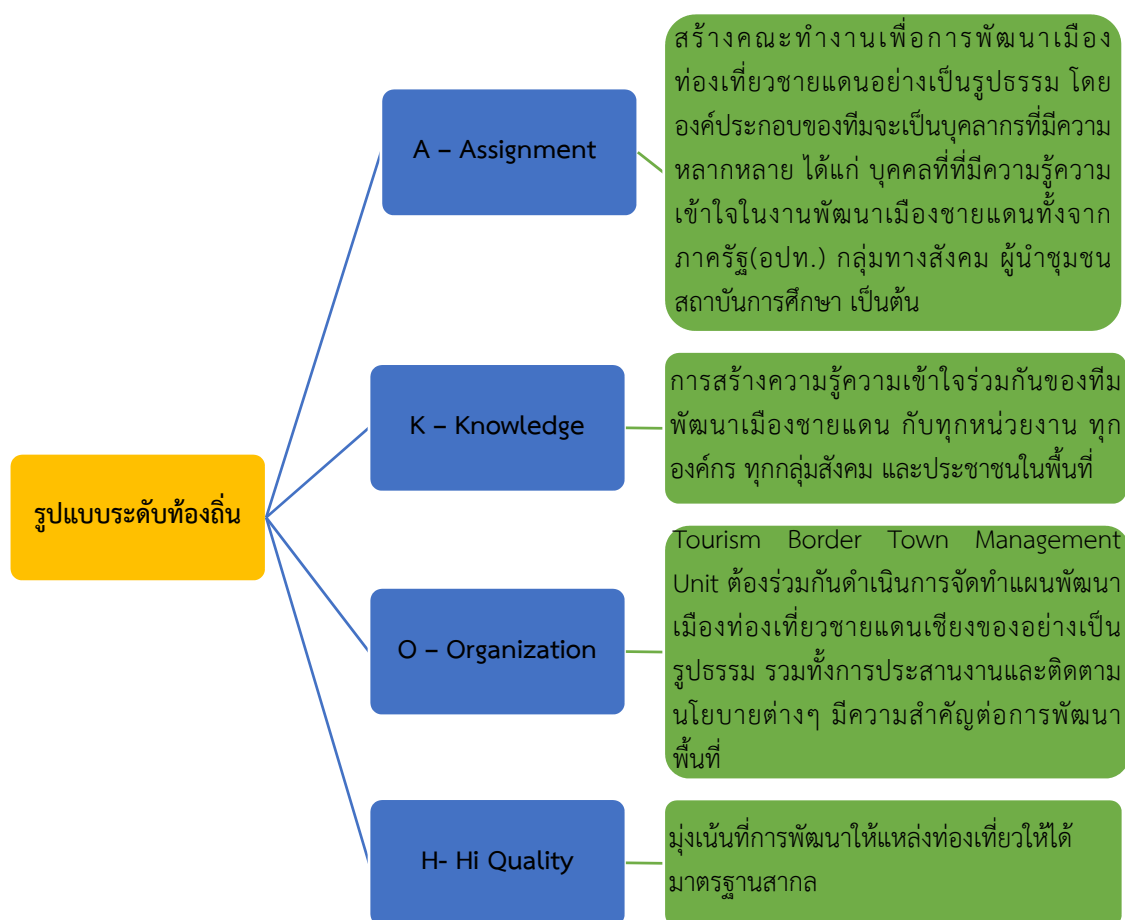 สร้างคณะทำงานเพื่อการพัฒนาเมือง
ท่องเที่ยวชายแดนอย่างเป็นรูปธรรม โดย
องค์ประกอบของทีมจะเป็นบุคลากรที่มีความ
หลากหลาย ได้แก่ บุคคลที่ที่มีความรู้ความ
เข้าใจในงานพัฒนาเมืองชายแดนทั้งจาก
ภาครัฐ(อปท.) กลุ่มทางสังคม ผู้นำชุมชน
สถาบันการศึกษา เป็นต้น
A – Assignment
การสร้างความรู้ความเข้าใจร่วมกันของทีม
พัฒนาเมืองชายแดน กับทุกหน่วยงาน ทุก
องค์กร ทุกกลุ่มสังคม และประชาชนในพื้นที่
K – Knowledge
รูปแบบระดับท้องถิ่น
Tourism Border Town Management
Unit ต้องร่วมกันดำเนินการจัดทำแผนพัฒนา
เมืองท่องเที่ยวชายแดนเชียงของอย่างเป็น
รูปธรรม รวมทั้งการประสานงานและติดตาม
นโยบายต่างๆ มีความสำคัญต่อการพัฒนา
พื้นที่
O – Organization
มุ่งเน้นที่การพัฒนาให้แหล่งท่องเที่ยวให้ได้
มาตรฐานสากล
H- Hi Quality